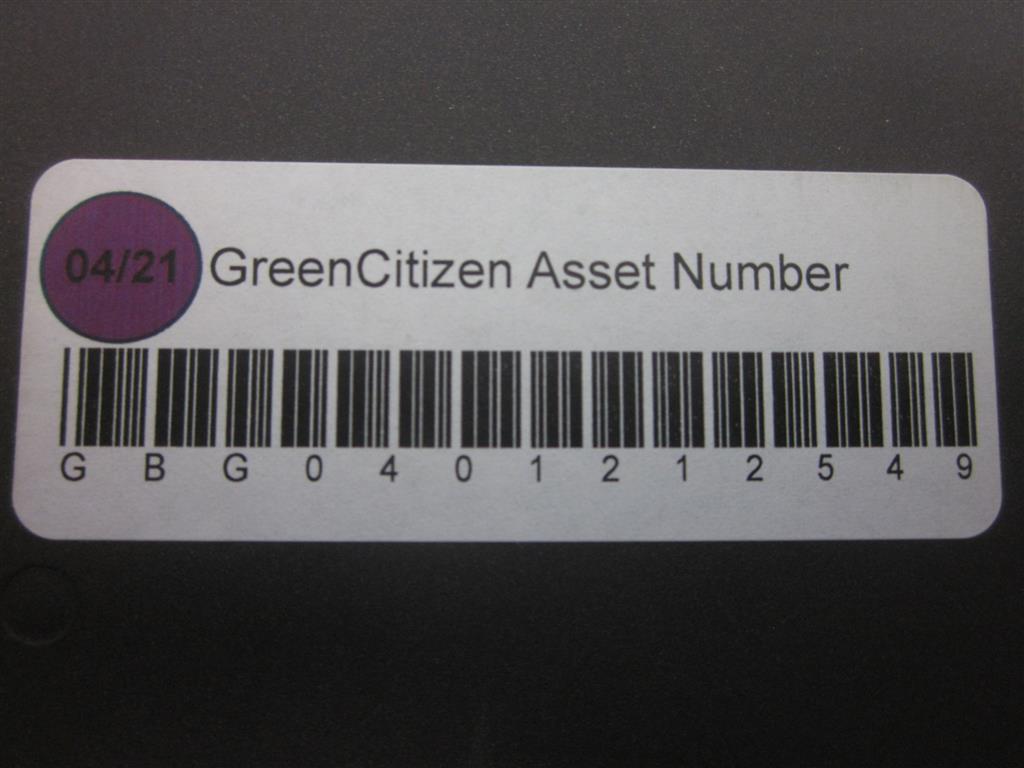 04/21 GreenCitizen Asset Number
G B G 0 4 0 1 2 1 2 5 4 9